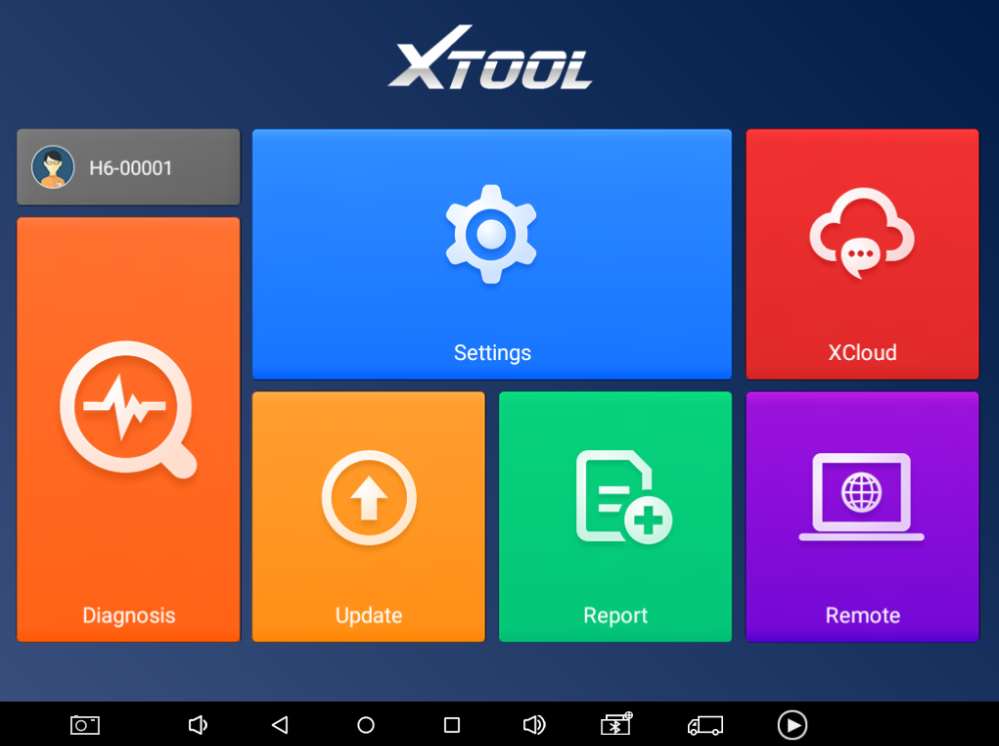 XTOOL
H6-00001
Settings
XCloud
Diagnosis
Update
Report
Remote